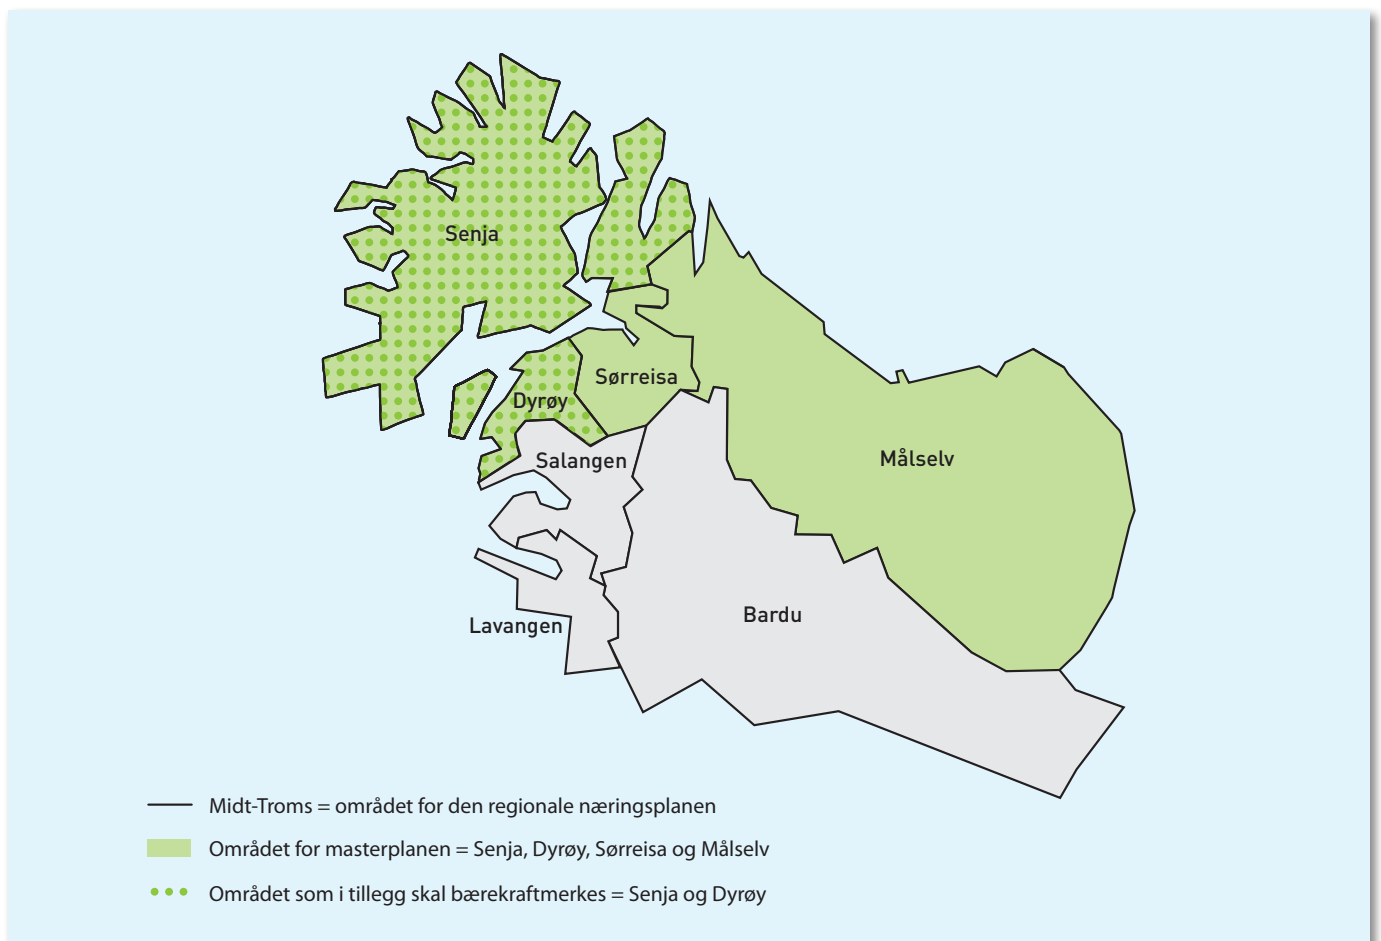 Senja
Sørreisa
Dyrøy
Salangen
Målselv
Bardu
Lavangen
Midt-Troms = området for den regionale næringsplanen
Området for masterplanen = Senja, Dyrøy, Sørreisa og Målselv
Området som i tillegg skal bærekraftmerkes = Senja og Dyrøy